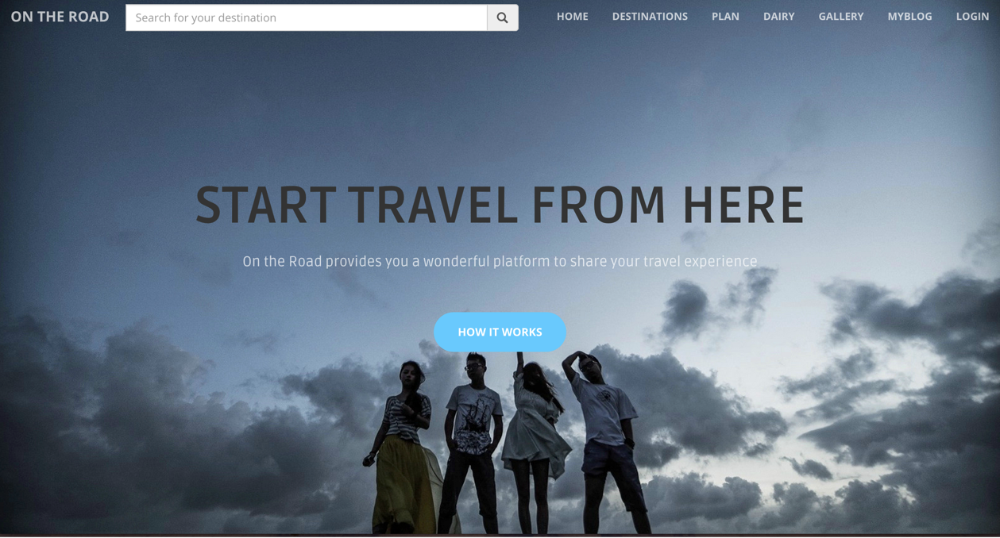 ON THE ROAD
Search for your destination
HOME DESTINATIONS PLAN DAIRY GALLERY MYBLOG LOGIN
START TRAVEL FROM HERE
On the Road provides you a wonderful platform to share your travel experience
HOW IT WORKS